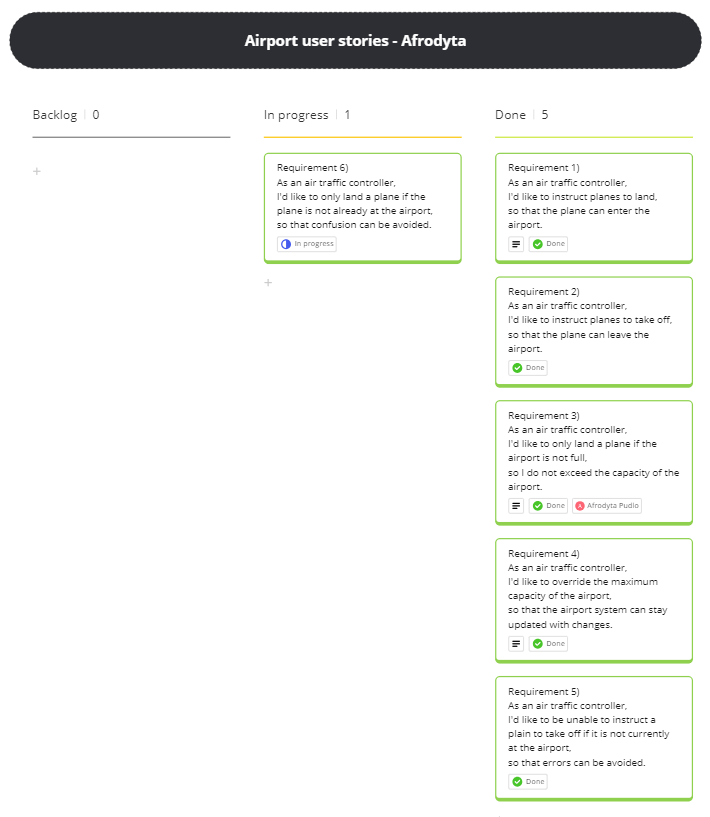 Airport user stories - Afrodyta
Backlog | 0
+
In progress | 1
Requirement 6)
As an air traffic controller,
I'd like to only land a plane if the
plane is not already at the airport,
so that confusion can be avoided.
In progress
+
Done | 5
Requirement 1)
As an air traffic controller,
I'd like to instruct planes to land,
so that the plane can enter the
airport.
Done
Requirement 2)
As an air traffic controller,
I'd like to instruct planes to take off,
so that the plane can leave the
airport.
Done
Requirement 3)
As an air traffic controller,
I'd like to only land a plane if the
airport is not full,
so I do not exceed the capacity of the
airport.
Done A Afrodyta Pudlo
Requirement 4)
As an air traffic controller,
I'd like to override the maximum
capacity of the airport,
so that the airport system can stay
updated with changes.
Done
Requirement 5)
As an air traffic controller,
I'd like to be unable to instruct a
plain to take off if it is not currently
at the airport,
so that errors can be avoided.
Done